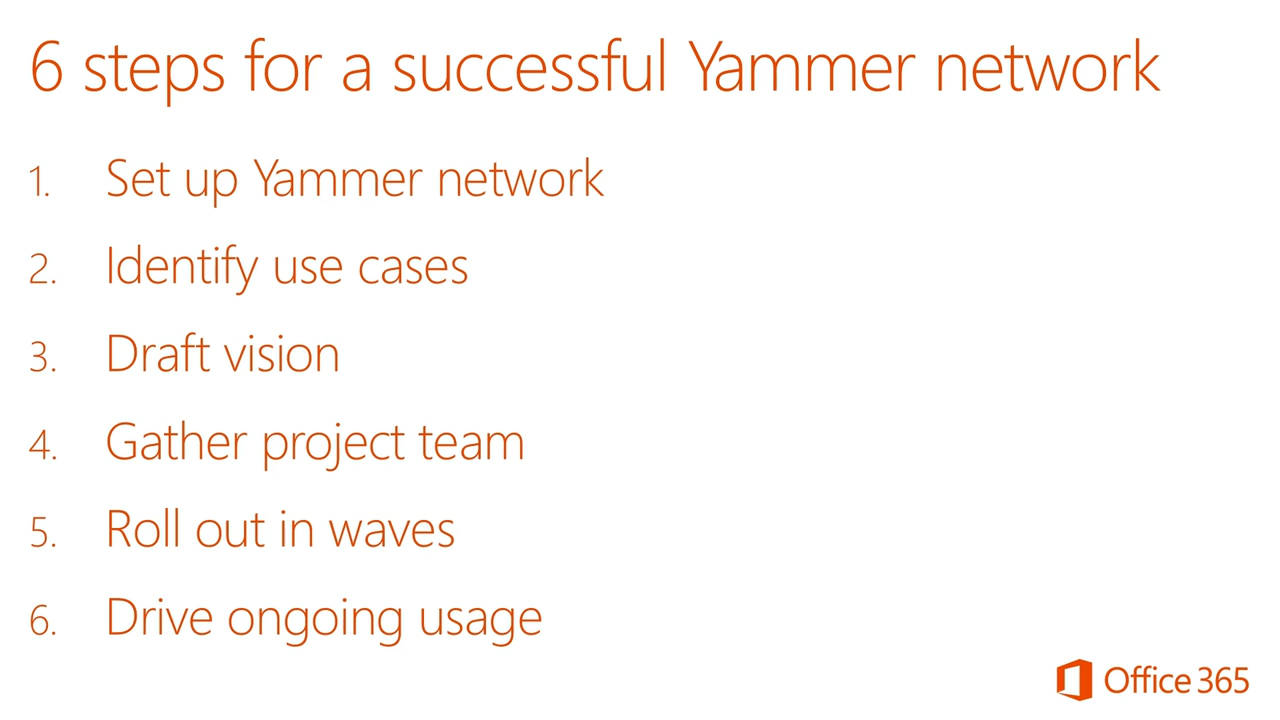 6 steps for a successful Yammer network
1. Set up Yammer network
2. Identify use cases
3. Draft vision
4. Gather project team
5. Roll out in waves
6. Drive ongoing usage
Office 365